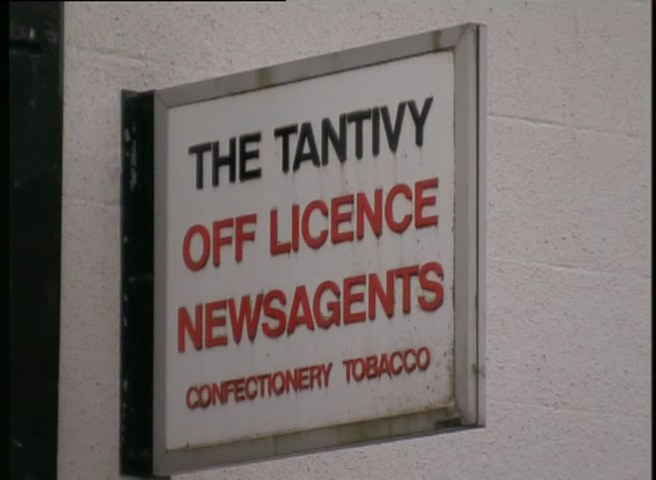 THE TANTIVY
OFF LICENCE
NEWSAGENTS
CONFECTIONERY TOBACCO